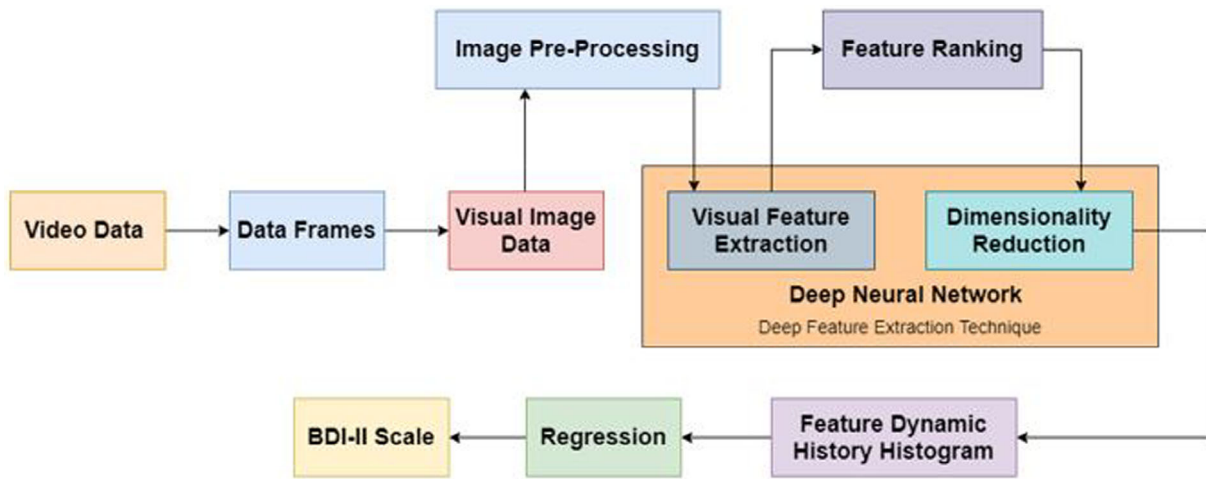 Video Data
Data Frames
Visual Image
Data
Image Pre-Processing
Visual Feature
Extraction
Feature Ranking
Dimensionality
Reduction
Deep Neural Network
Deep Feature Extraction Technique
Feature Dynamic
History Histogram
Regression
BDI-II Scale